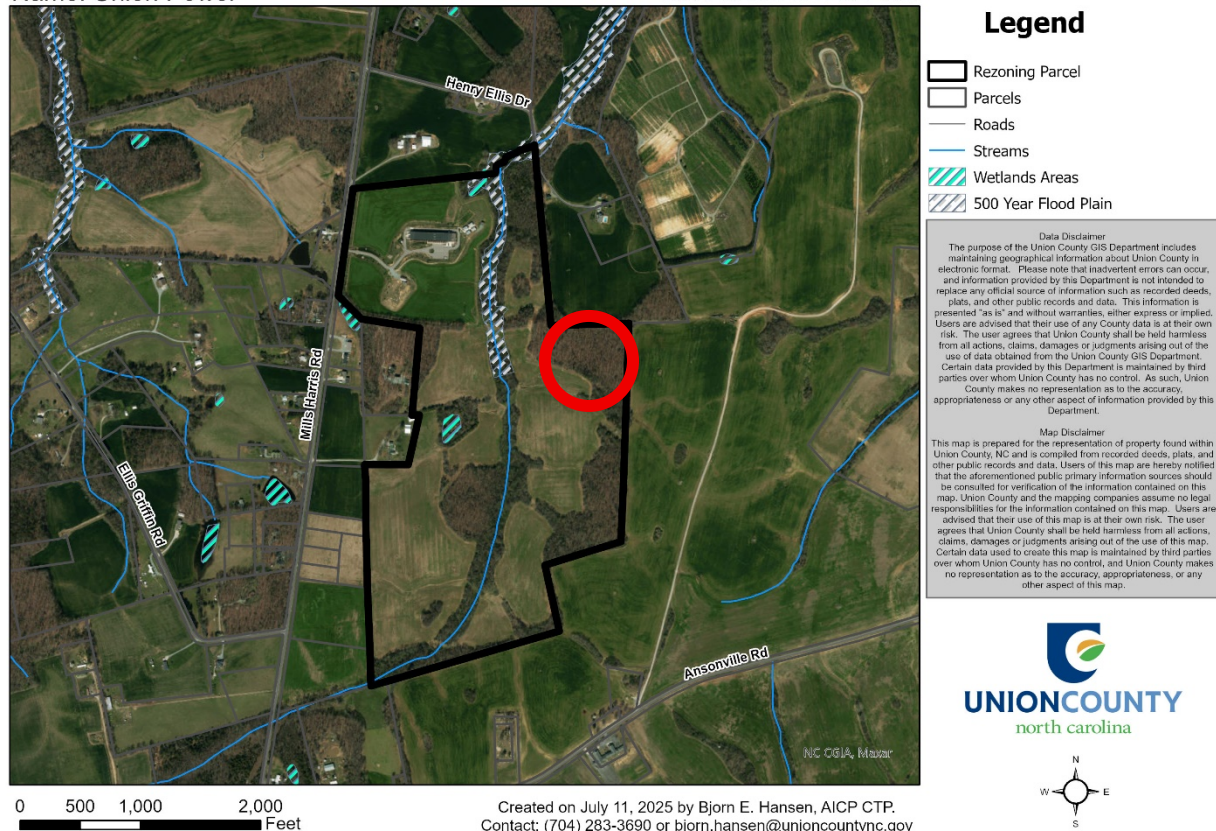 Legend
Rezoning Parcel
Parcels
Roads
Streams
Wetlands Areas
500 Year Flood Plain
Data Disclaimer
The purpose of the Union County GIS Department includes
maintaining geographical information about Union County in
electronic format. Please note that inadvertent errors can occur,
and information provided by this Department is not intended to
replace any official source of information such as recorded deeds,
plats, and other public records and data. This information is
presented "as is" and without warranties, either express or implied.
Users are advised that their use of any County data is at their own
risk. The user agrees that Union County shall be held harmless
from all actions, claims, damages or judgments arising out of the
use of data obtained from the Union County GIS Department.
Certain data provided by this Department is maintained by third
parties over whom Union County has no control. As such, Union
County makes no representation as to the accuracy,
appropriateness or any other aspect of information provided by this
Department.
Map Disclaimer
This map is prepared for the representation of property found within
Union County, NC and is compiled from recorded deeds, plats, and
other public records and data. Users of this map are hereby notified
that the aforementioned public primary information sources should
be consulted for verification of the information contained on this
map. Union County and the mapping companies assume no legal
responsibilities for the information contained on this map. Users are
advised that their use of this map is at their own risk. The user
agrees that Union County shall be held harmless from all actions,
claims, damages or judgments arising out of the use of this map.
Certain data used to create this map is maintained by third parties
over whom Union County has no control, and Union County makes
no representation as to the accuracy, appropriateness, or any
other aspect of this map.
Henry Ellis Dr
Mills Harris Rd
Ellis Griffin Rd
Ansonville Rd
NC CGIA, Maxar
UNIONCOUNTY
north carolina
N
W E
S
0 500 1,000 2,000
Feet
Created on July 11, 2025 by Bjorn E. Hansen, AICP CTP.
Contact: (704) 283-3690 or bjorn.hansen@unioncountync.gov